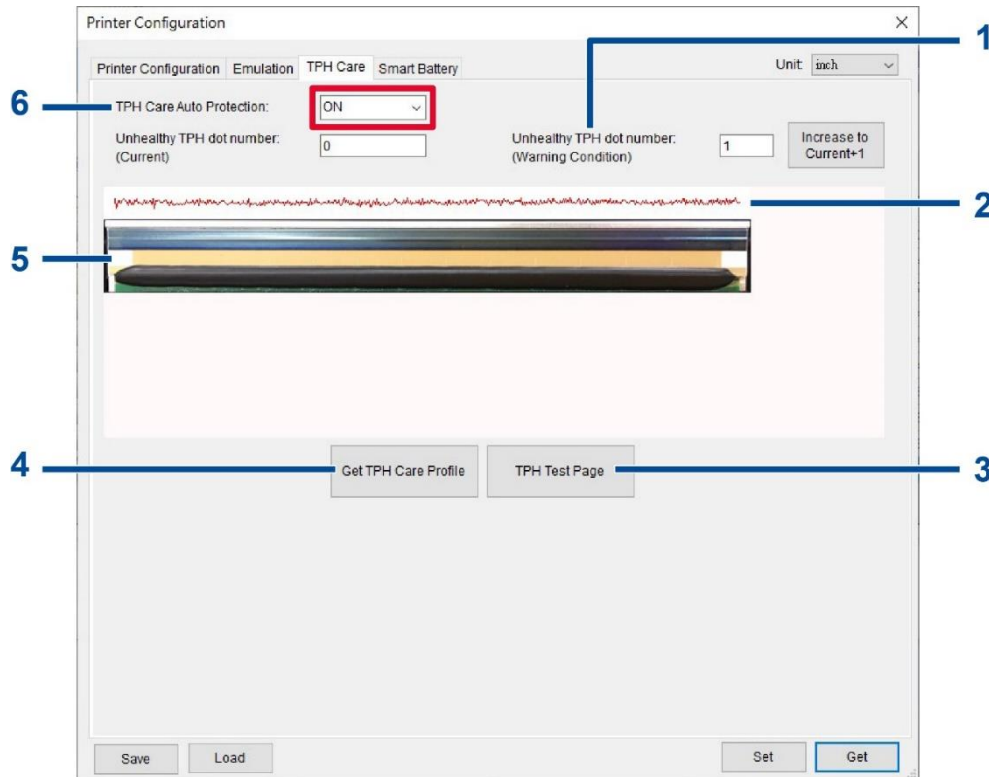 Printer Configuration
1
Printer Configuration Emulation TPH Care Smart Battery Unit inch
6 TPH Care Auto Protection: ON
Unhealthy TPH dot number: 0 Unhealthy TPH dot number: 1 Increase to
(Current) (Warning Condition) Current+1
2
5
4 Get TPH Care Profile TPH Test Page 3
Save Load Set Get